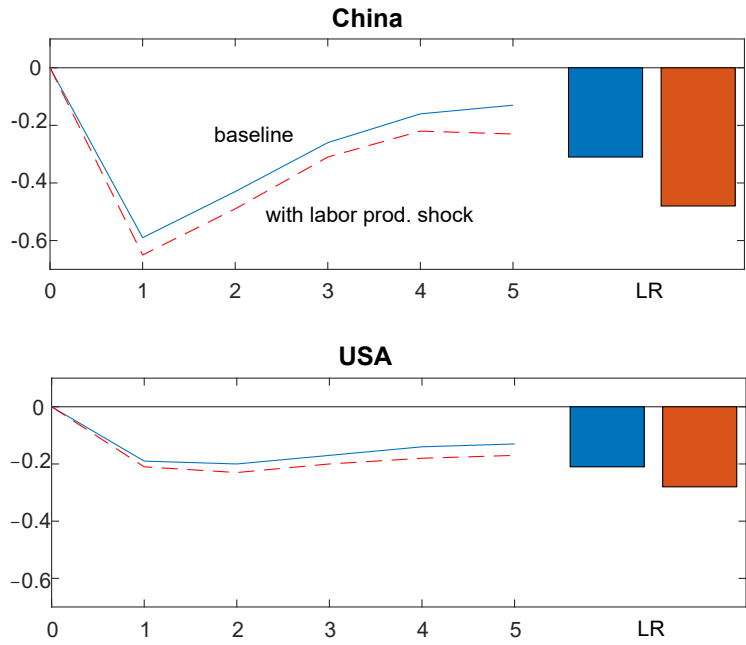 China
0
-0.2
baseline
-0.4
with labor prod. shock
-0.6
0 1 2 3 4 5 LR
USA
0
−0.2
−0.4
−0.6
0 1 2 3 4 5 LR